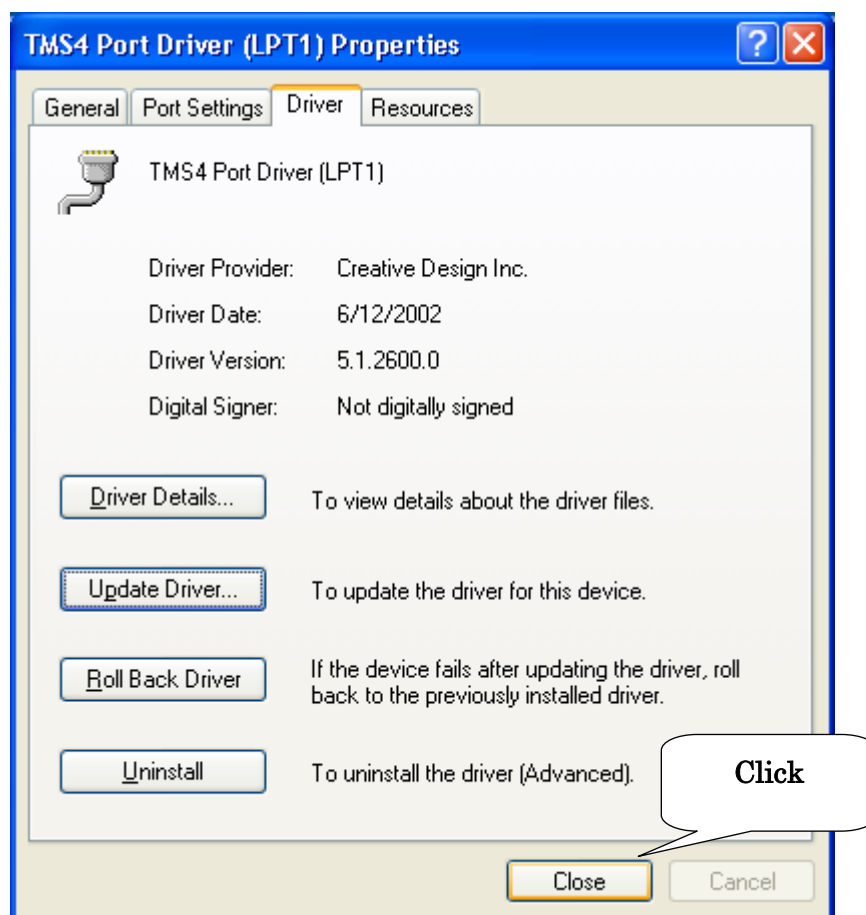 TMS4 Port Driver (LPT1) Properties
General Port Settings Driver Resources
TMS4 Port Driver (LPT1)
Driver Provider: Creative Design Inc.
Driver Date: 6/12/2002
Driver Version: 5.1.2600.0
Digital Signer: Not digitally signed
Driver Details... To view details about the driver files.
Update Driver... To update the driver for this device.
Roll Back Driver If the device fails after updating the driver, roll
back to the previously installed driver.
Uninstall To uninstall the driver (Advanced).
Click
Close Cancel